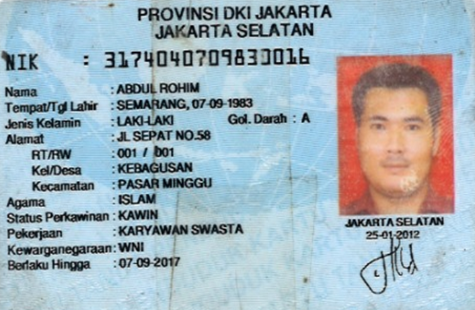 PROVINSI DKI JAKARTA
JAKARTA SELATAN
NIK : 3174040709830016
Nama : ABDUL ROHIM
Tempat/Tgl Lahir : SEMARANG, 07-09-1983
Jenis Kelamin : LAKI-LAKI Gol. Darah : A
Alamat : JL SEPAT NO.58
RT/RW : 001 / 001
Kel/Desa : KEBAGUSAN
Kecamatan : PASAR MINGGU
Agama : ISLAM
Status Perkawinan : KAWIN
Pekerjaan : KARYAWAN SWASTA
Kewarganegaraan : WNI
Berlaku Hingga : 07-09-2017
JAKARTA SELATAN
25-01-2012